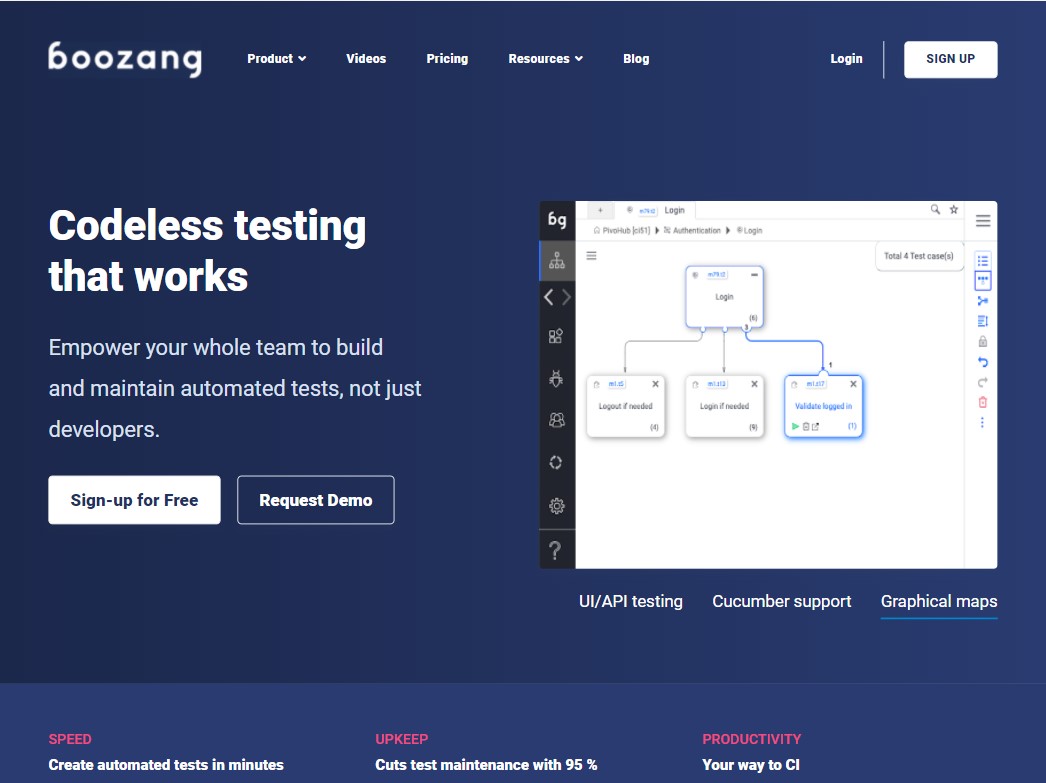 boozang
Product
Videos
Pricing
Resources
Blog
Login
SIGN UP
Codeless testing
that works
Empower your whole team to build
and maintain automated tests, not just
developers.
Sign-up for Free
Request Demo
bg
+
m79.t2 Login
PivoHub [ci51] Authentication Login
Total 4 Test case(s)
m79.t2
Login
(6)
3
1
m1.t5
Logout if needed
(4)
m1.t13
Login if needed
(9)
m1.t17
Validate logged in
(1)
?
UI/API testing
Cucumber support
Graphical maps
SPEED
Create automated tests in minutes
UPKEEP
Cuts test maintenance with 95 %
PRODUCTIVITY
Your way to CI